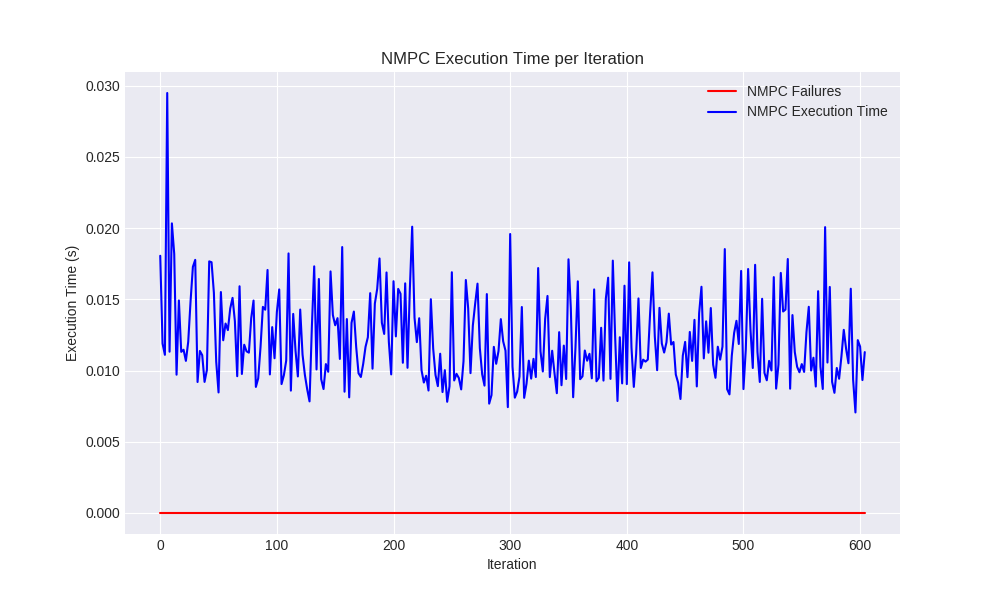 NMPC Execution Time per Iteration
NMPC Failures
NMPC Execution Time
0.030
0.025
0.020
0.015
0.010
0.005
0.000
Execution Time (s)
0 100 200 300 400 500 600
Iteration